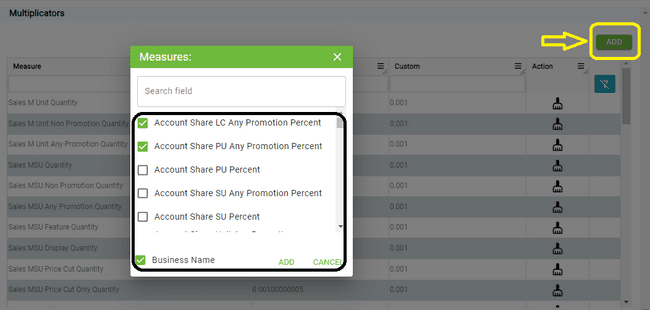 Multiplicators
ADD
Measure Custom Action
Sales M Unit Quantity 0.001
Sales M Unit Non Promotion Quantity 0.001
Sales M Unit Any Promotion Quantity 0.001
Sales MSU Quantity 0.001
Sales MSU Non Promotion Quantity 0.001
Sales MSU Any Promotion Quantity 0.001
Sales MSU Feature Quantity 0.001
Sales MSU Display Quantity 0.001
Sales MSU Price Cut Quantity 0.001
Sales MSU Price Cut Only Quantity 0.00100000005 0.001
Measures:
Search field
Account Share LC Any Promotion Percent
Account Share PU Any Promotion Percent
Account Share PU Percent
Account Share SU Any Promotion Percent
Account Share SU Percent
Business Name ADD CANCEL